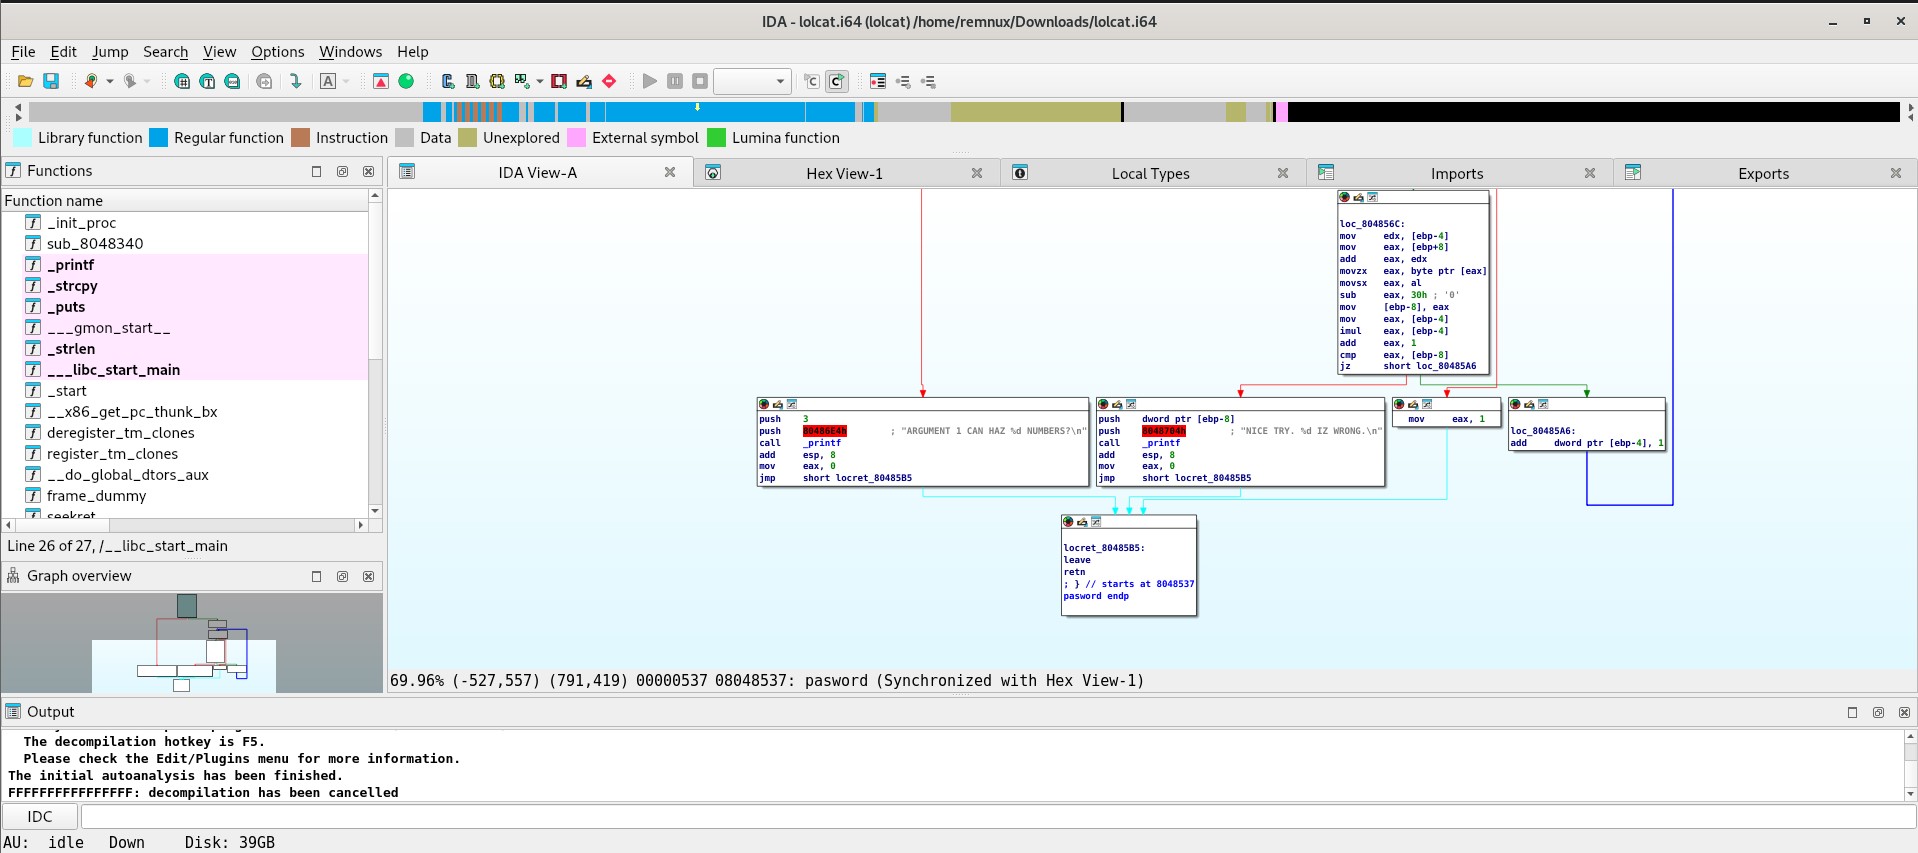 IDA - lolcat.i64 (lolcat) /home/remnux/Downloads/lolcat.i64
File Edit Jump Search View Options Windows Help
Library function Regular function Instruction Data Unexplored External symbol Lumina function
Functions
Function name
_init_proc
sub_8048340
_printf
_strcpy
_puts
___gmon_start__
_strlen
___libc_start_main
_start
__x86_get_pc_thunk_bx
deregister_tm_clones
register_tm_clones
__do_global_dtors_aux
frame_dummy
seekret
Line 26 of 27, /__libc_start_main
Graph overview
IDA View-A Hex View-1 Local Types Imports Exports
loc_804856C:
mov edx, [ebp-4]
mov eax, [ebp+8]
add eax, edx
movzx eax, byte ptr [eax]
movsx eax, al
sub eax, 30h ; '0'
mov [ebp-8], eax
mov eax, [ebp-4]
imul eax, [ebp-4]
add eax, 1
cmp eax, [ebp-8]
jz short loc_80485A6
push 3
push 80486E4h ; "ARGUMENT 1 CAN HAZ %d NUMBERS?\n"
call _printf
add esp, 8
mov eax, 0
jmp short locret_80485B5
push dword ptr [ebp-8]
push 8048704h ; "NICE TRY. %d IZ WRONG.\n"
call _printf
add esp, 8
mov eax, 0
jmp short locret_80485B5
mov eax, 1
loc_80485A6:
add dword ptr [ebp-4], 1
locret_80485B5:
leave
retn
; } // starts at 8048537
pasword endp
69.96% (-527,557) (791,419) 00000537 08048537: pasword (Synchronized with Hex View-1)
Output
The decompilation hotkey is F5.
Please check the Edit/Plugins menu for more information.
The initial autoanalysis has been finished.
FFFFFFFFFFFFFFFF: decompilation has been cancelled
IDC
AU: idle Down Disk: 39GB